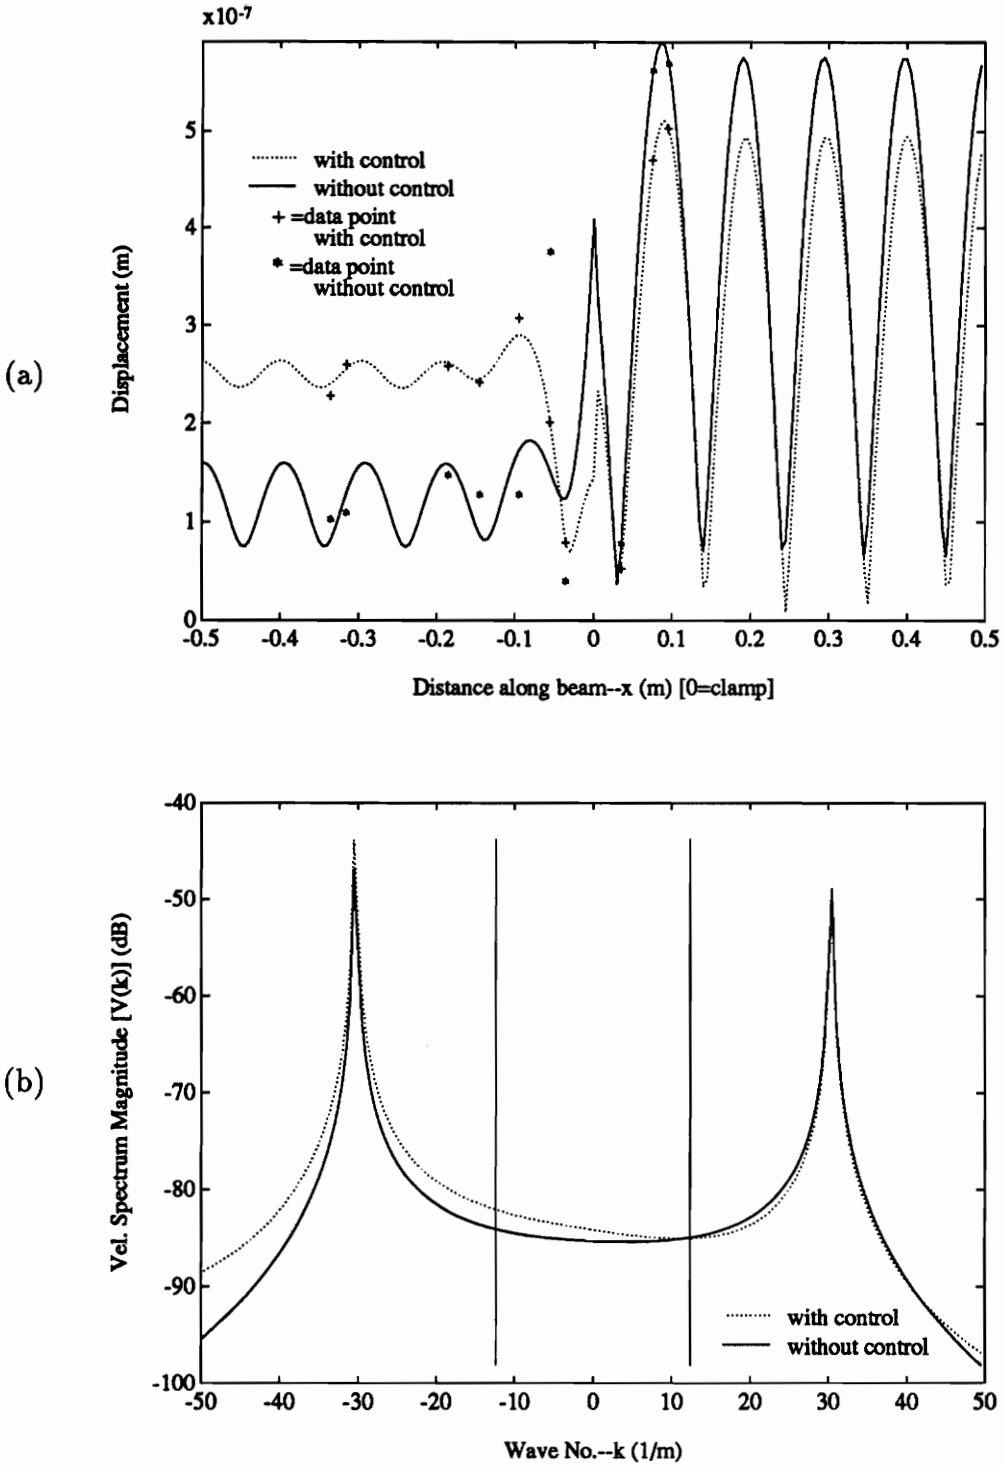 x10-7
5
4
3
2
1
0
with control
without control
+ =data point
with control
* =data point
without control
Displacement (m)
(a)
-0.5 -0.4 -0.3 -0.2 -0.1 0 0.1 0.2 0.3 0.4 0.5
Distance along beam--x (m) [0=clamp]
-40
-50
-60
-70
-80
-90
-100
Vel. Spectrum Magnitude [V(k)] (dB)
(b)
with control
without control
-50 -40 -30 -20 -10 0 10 20 30 40 50
Wave No.--k (1/m)